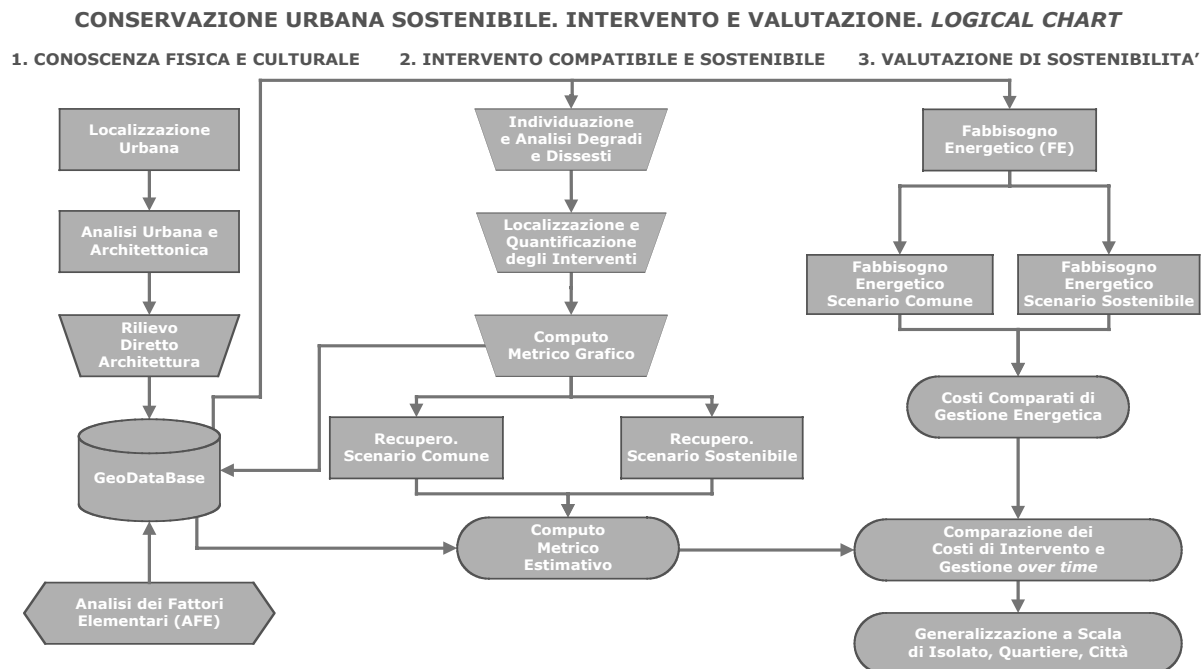 CONSERVAZIONE URBANA SOSTENIBILE. INTERVENTO E VALUTAZIONE. LOGICAL CHART
1. CONOSCENZA FISICA E CULTURALE
2. INTERVENTO COMPATIBILE E SOSTENIBILE
3. VALUTAZIONE DI SOSTENIBILITA’
Localizzazione
Urbana
Analisi Urbana e
Architettonica
Rilievo
Diretto
Architettura
GeoDataBase
Analisi dei Fattori
Elementari (AFE)
Individuazione
e Analisi Degradi
e Dissesti
Localizzazione e
Quantificazione
degli Interventi
Computo
Metrico Grafico
Recupero.
Scenario Comune
Recupero.
Scenario Sostenibile
Computo
Metrico
Estimativo
Fabbisogno
Energetico (FE)
Fabbisogno
Energetico
Scenario Comune
Fabbisogno
Energetico
Scenario Sostenibile
Costi Comparati di
Gestione Energetica
Comparazione dei
Costi di Intervento e
Gestione over time
Generalizzazione a Scala
di Isolato, Quartiere, Città